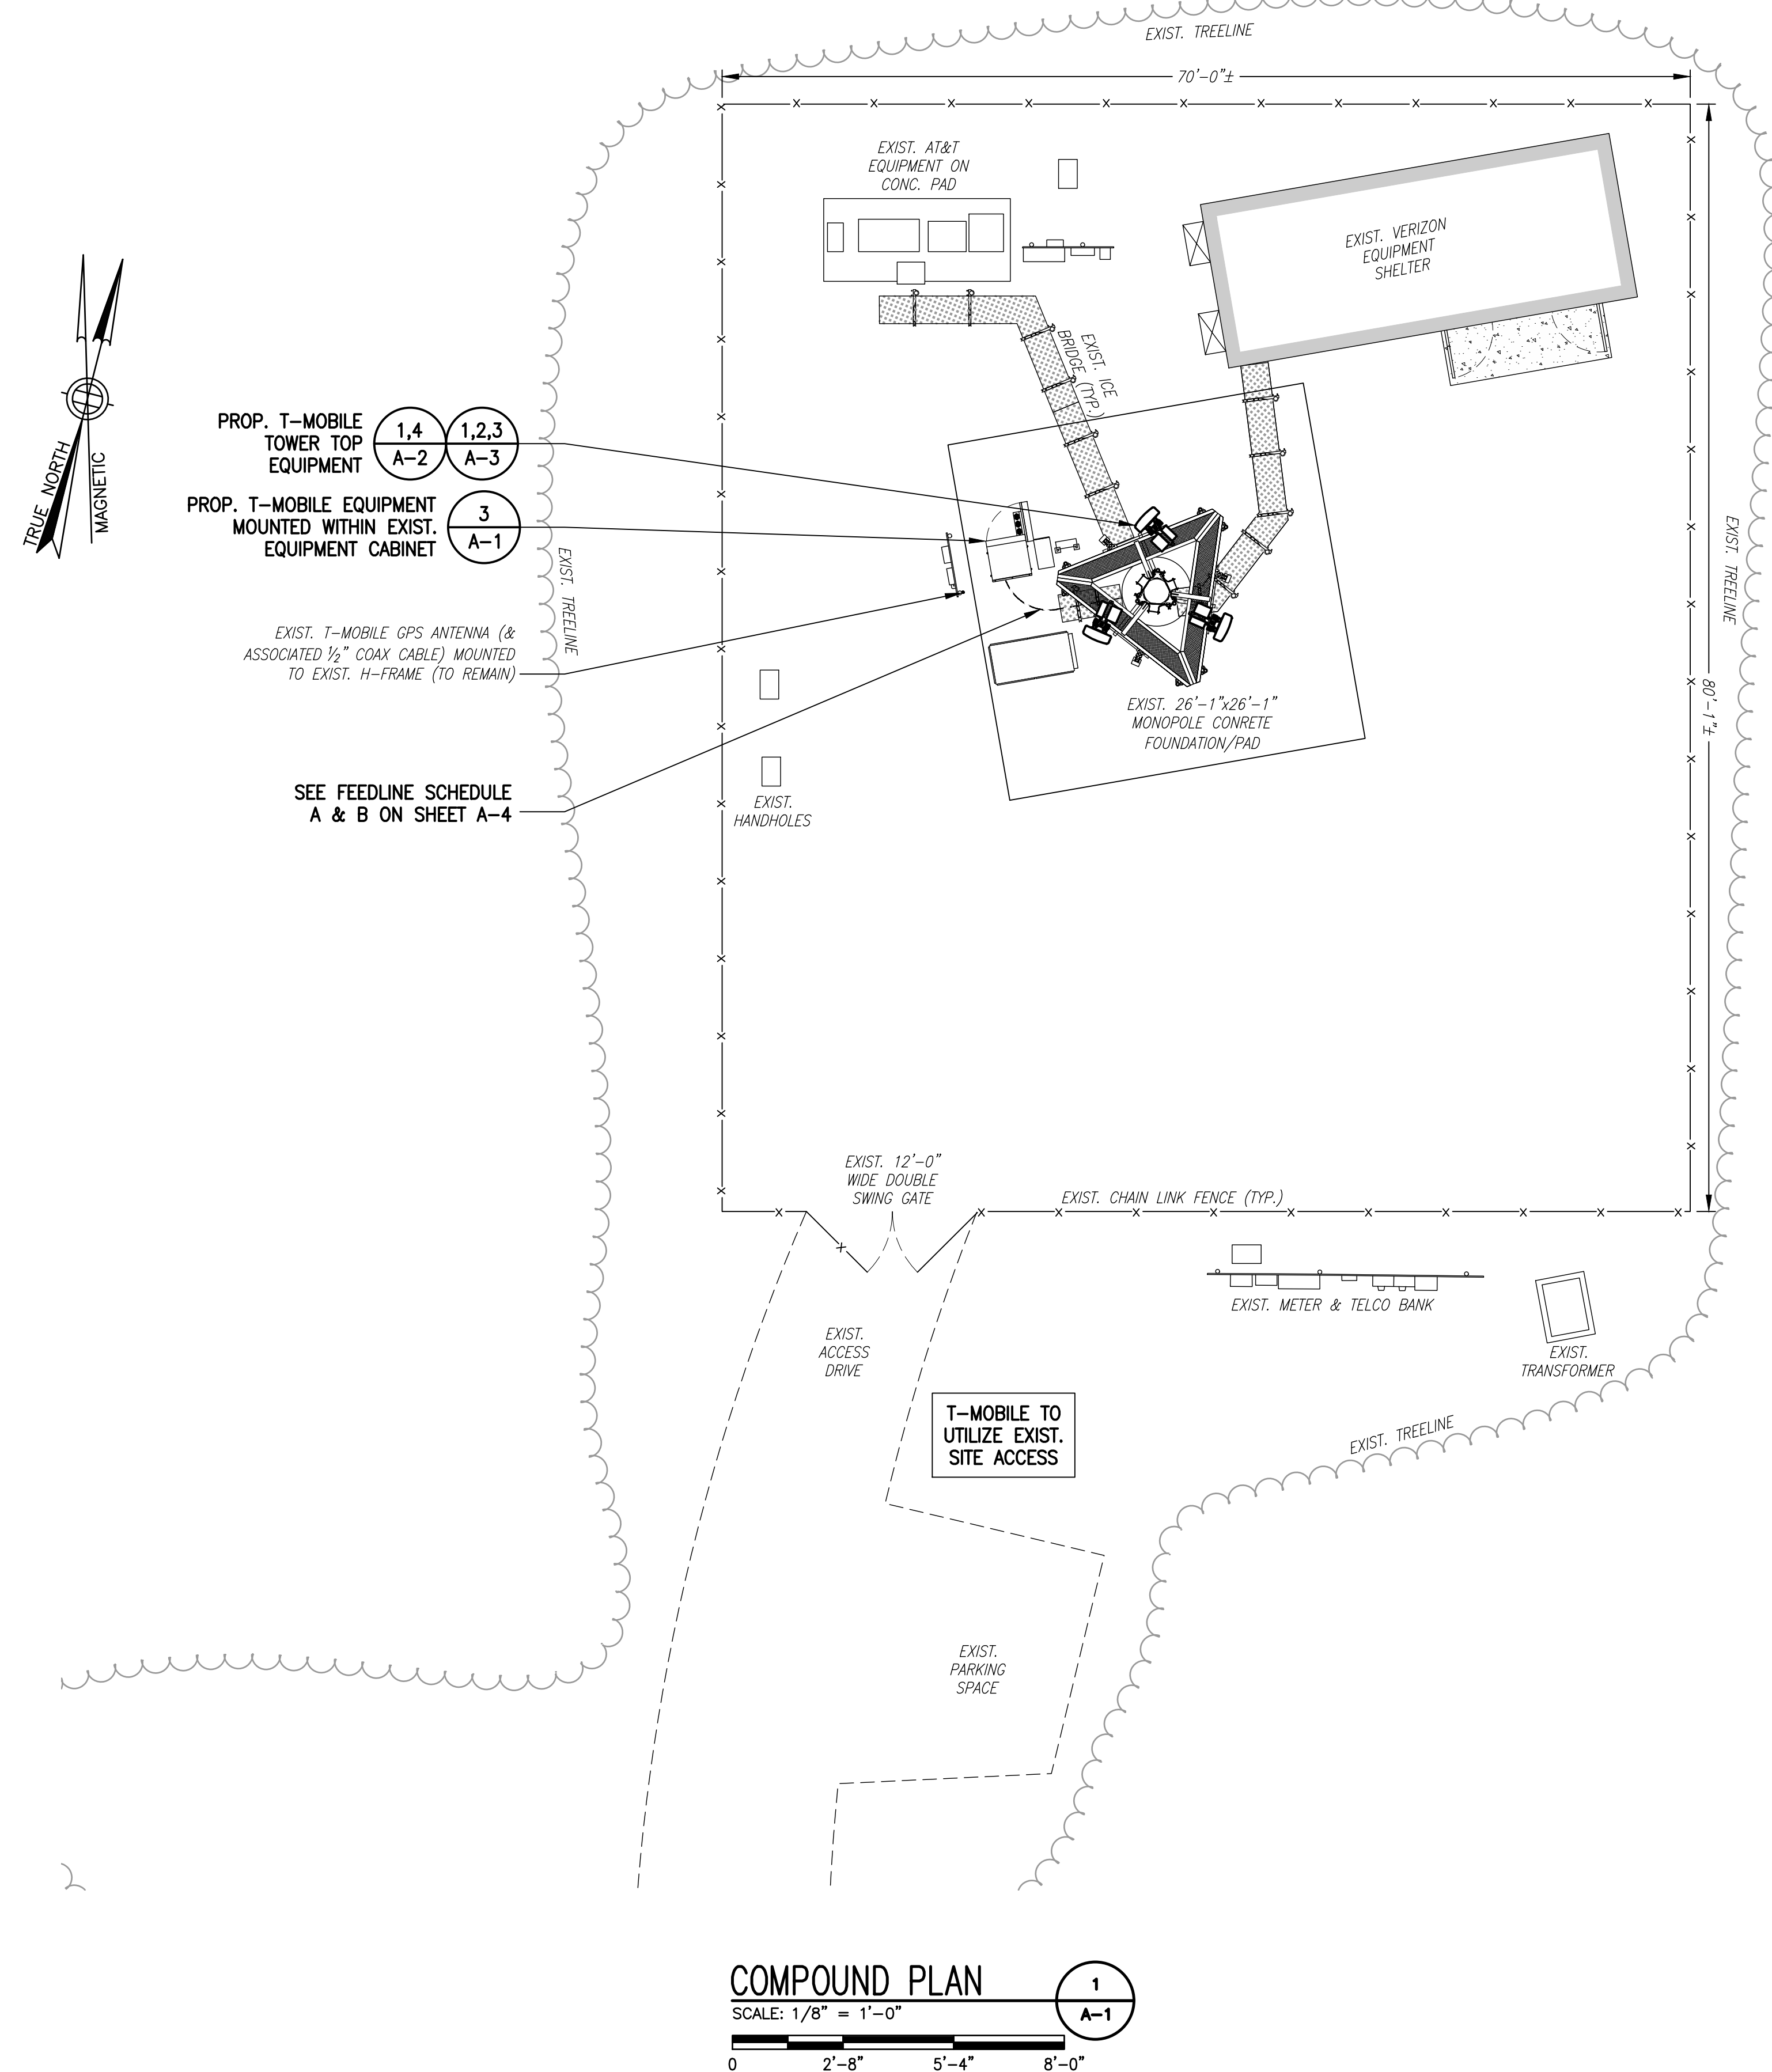 EXIST. TREELINE
70'-0"±
EXIST. AT&T
EQUIPMENT ON
CONC. PAD
EXIST. VERIZON
EQUIPMENT
SHELTER
EXIST. ICE
BRIDGE (TYP.)
TRUE NORTH
MAGNETIC
PROP. T-MOBILE
TOWER TOP
EQUIPMENT
1,4
A-2
1,2,3
A-3
PROP. T-MOBILE EQUIPMENT
MOUNTED WITHIN EXIST.
EQUIPMENT CABINET
3
A-1
EXIST. TREELINE
EXIST. TREELINE
EXIST. T-MOBILE GPS ANTENNA (&
ASSOCIATED ½" COAX CABLE) MOUNTED
TO EXIST. H-FRAME (TO REMAIN)
80'-1"±
EXIST. 26'-1"x26'-1"
MONOPOLE CONRETE
FOUNDATION/PAD
SEE FEEDLINE SCHEDULE
A & B ON SHEET A-4
EXIST.
HANDHOLES
EXIST. 12'-0"
WIDE DOUBLE
SWING GATE
EXIST. CHAIN LINK FENCE (TYP.)
EXIST. METER & TELCO BANK
EXIST.
TRANSFORMER
EXIST.
ACCESS
DRIVE
T-MOBILE TO
UTILIZE EXIST.
SITE ACCESS
EXIST. TREELINE
EXIST.
PARKING
SPACE
COMPOUND PLAN
SCALE: 1/8" = 1'-0"
1
A-1
0 2'-8" 5'-4" 8'-0"